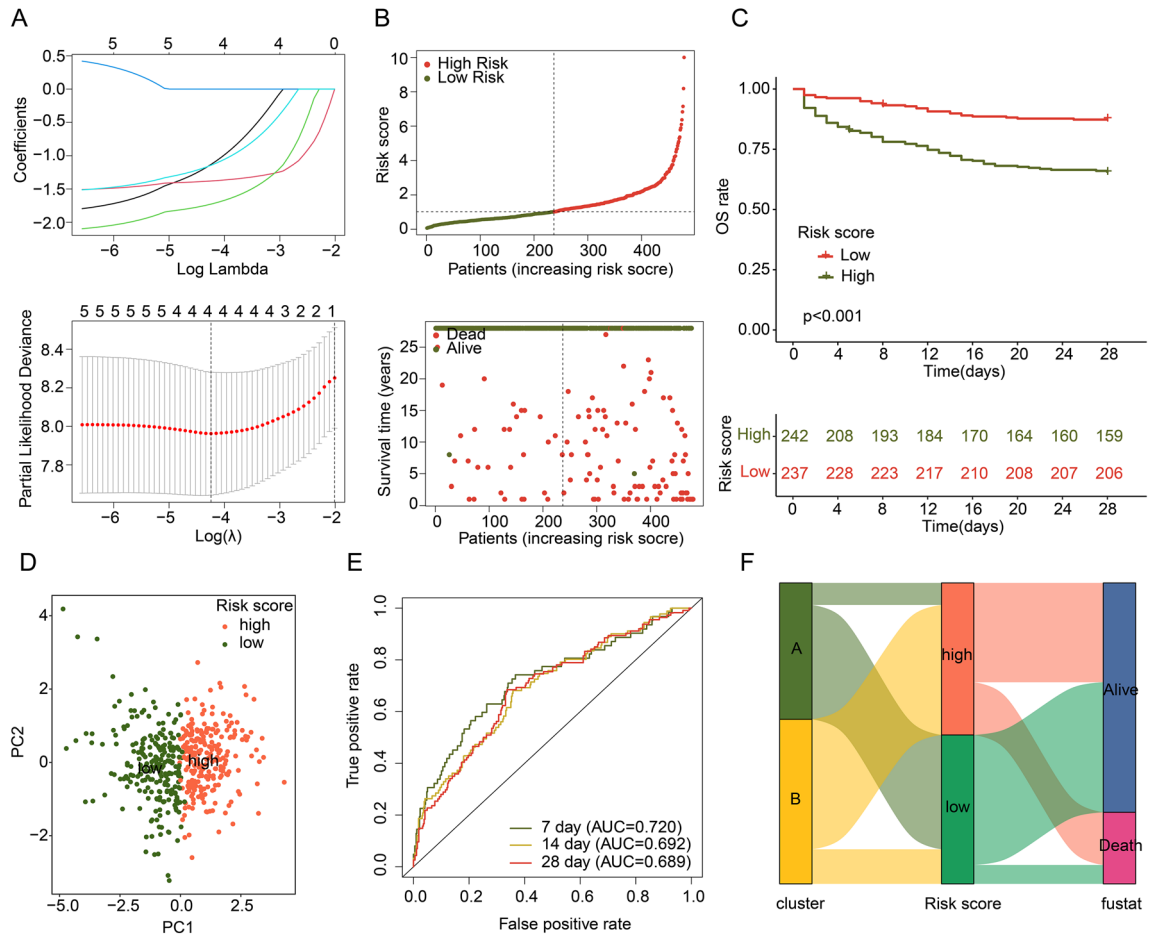 A
5 5 4 4 0
0.5
0.0
−0.5
−1.0
−1.5
−2.0
Coefficients
−6 −5 −4 −3 −2
Log Lambda
5 5 5 5 5 5 4 4 4 4 4 4 4 3 2 2 1
8.4
8.2
8.0
7.8
Partial Likelihood Deviance
−6 −5 −4 −3 −2
Log(λ)
B
High Risk
Low Risk
10
8
6
4
2
0
Risk score
0 100 200 300 400
Patients (increasing risk socre)
Dead
Alive
25
20
15
10
5
0
Survival time (years)
0 100 200 300 400
Patients (increasing risk socre)
C
1.00
0.75
0.50
0.25
0.00
OS rate
Risk score
Low
High
p<0.001
0 4 8 12 16 20 24 28
Time(days)
Risk score
High 242 208 193 184 170 164 160 159
Low 237 228 223 217 210 208 207 206
0 4 8 12 16 20 24 28
Time(days)
D
Risk score
high
low
4
2
0
−2
PC2
low
high
−5.0 −2.5 0.0 2.5
PC1
E
1.0
0.8
0.6
0.4
0.2
0.0
True positive rate
7 day (AUC=0.720)
14 day (AUC=0.692)
28 day (AUC=0.689)
0.0 0.2 0.4 0.6 0.8 1.0
False positive rate
F
A
B
high
low
Alive
Death
cluster
Risk score
fustat